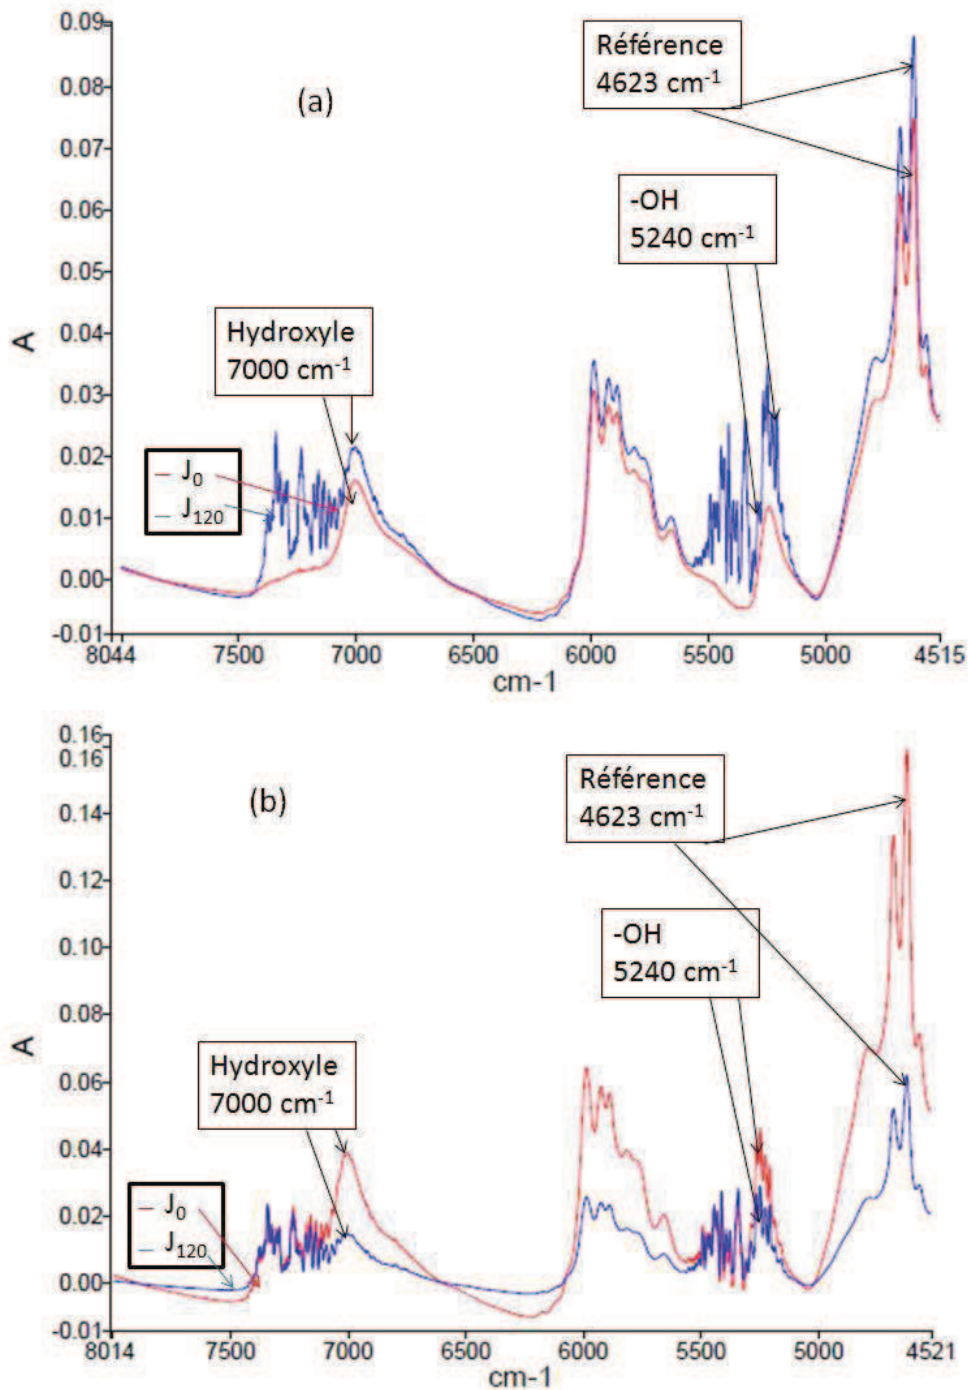 0.09
Référence
4623 cm⁻¹
(a)
0.08
0.07
-OH
5240 cm⁻¹
0.06
0.05
0.04
A
Hydroxyle
7000 cm⁻¹
0.03
0.02
J₀
J₁₂₀
0.01
0.00
-0.01
8044 7500 7000 6500 6000 5500 5000 4515
cm-1
0.16
0.16
Référence
4623 cm⁻¹
(b)
0.14
0.12
-OH
5240 cm⁻¹
0.10
0.08
A
Hydroxyle
7000 cm⁻¹
0.06
0.04
J₀
J₁₂₀
0.02
0.00
-0.01
8014 7500 7000 6500 6000 5500 5000 4521
cm-1